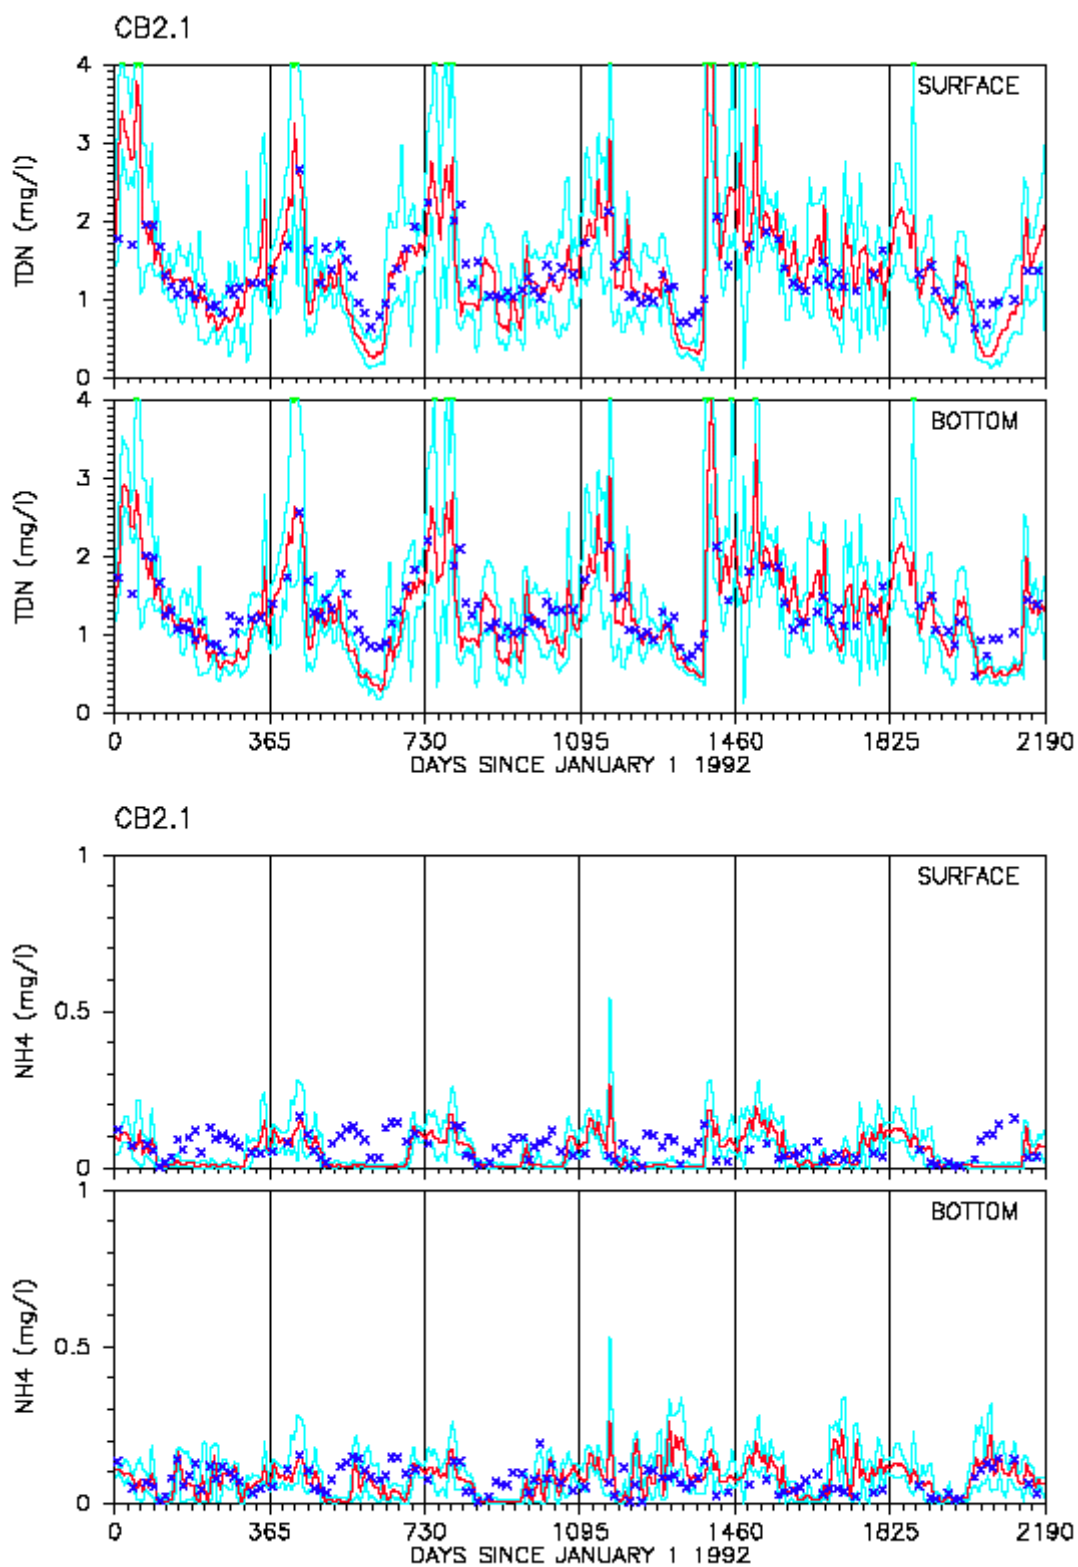 CB2.1
SURFACE
TDN (mg/l)
4
3
2
1
0
BOTTOM
TDN (mg/l)
4
3
2
1
0
0 365 730 1095 1460 1825 2190
DAYS SINCE JANUARY 1 1992
CB2.1
SURFACE
NH4 (mg/l)
1
0.5
0
BOTTOM
NH4 (mg/l)
1
0.5
0
0 365 730 1095 1460 1825 2190
DAYS SINCE JANUARY 1 1992